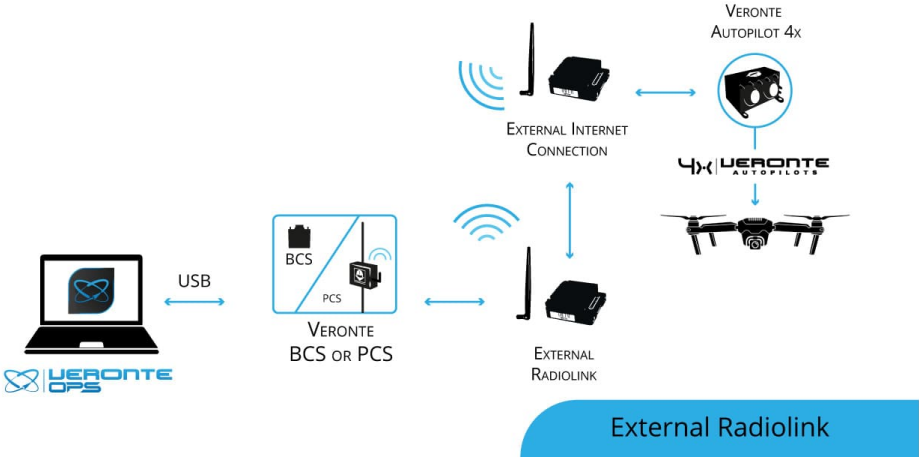 VERONTE
AUTOPILOT 4X
EXTERNAL INTERNET
CONNECTION
4X VERONTE
AUTOPILOTS
USB
BCS
PCS
VERONTE
BCS OR PCS
EXTERNAL
RADIOLINK
VERONTE
OPS
External Radiolink